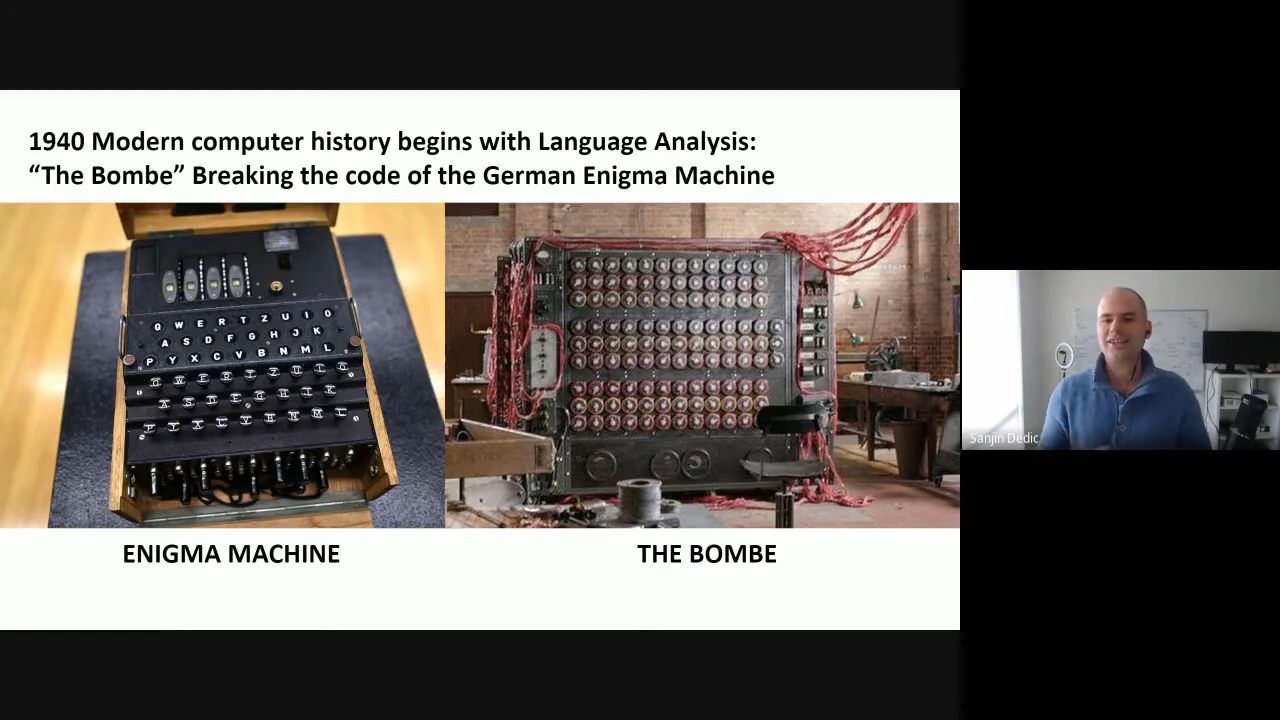 1940 Modern computer history begins with Language Analysis:
“The Bombe” Breaking the code of the German Enigma Machine
Q W E R T Z U I O
A S D F G H J K
P Y X C V B N M L
Q W E R T Z U I O
A S D F G H J K
P Y X C V B N M L
ENIGMA MACHINE
THE BOMBE
Sanjin Dedic